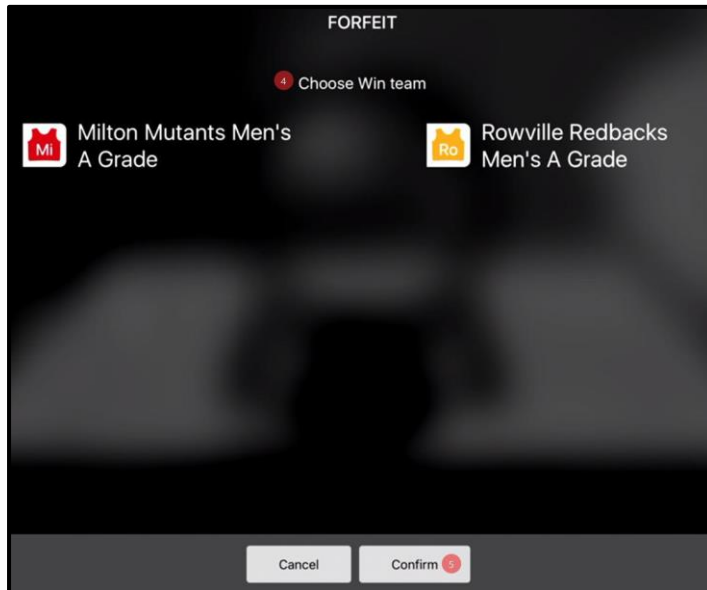 FORFEIT
4 Choose Win team
Mi Milton Mutants Men's
A Grade
Ro Rowville Redbacks
Men's A Grade
Cancel
Confirm 5